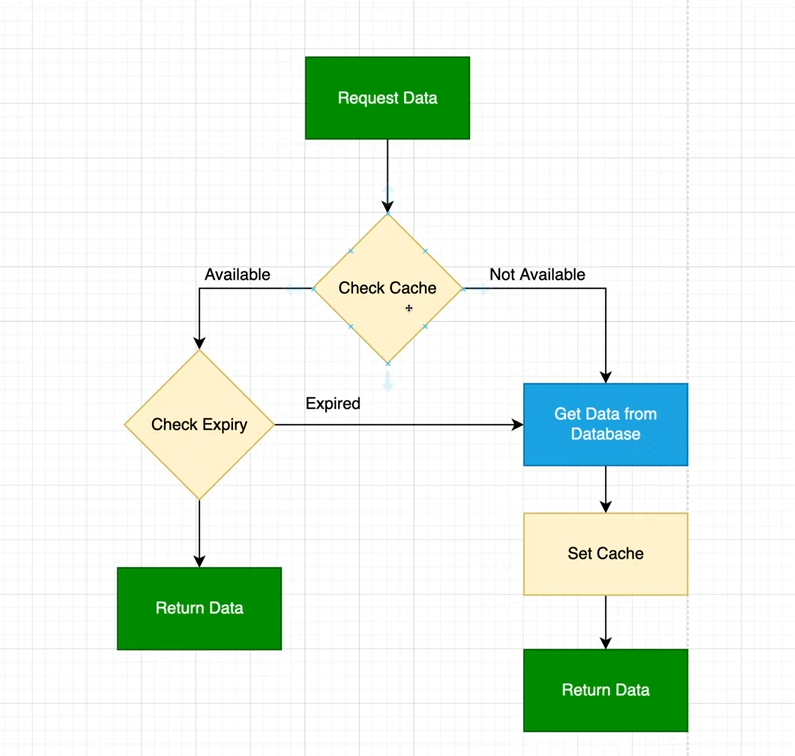 Request Data
Available
Not Available
Check Cache
Expired
Check Expiry
Get Data from
Database
Set Cache
Return Data
Return Data